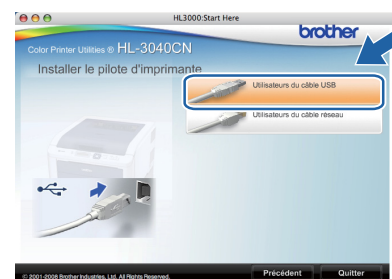 HL3000:Start Here
brother
Color Printer Utilities ® HL-3040CN
Installer le pilote d'imprimante
Utilisateurs du câble USB
Utilisateurs du câble réseau
© 2001-2008 Brother Industries, Ltd. All Rights Reserved.
Précédent
Quitter